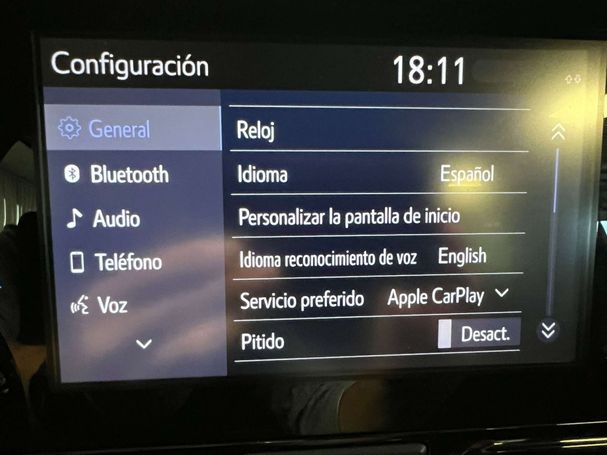 Configuración
18:11
General
Bluetooth
Audio
Teléfono
Voz
Reloj
Idioma Español
Personalizar la pantalla de inicio
Idioma reconocimiento de voz English
Servicio preferido Apple CarPlay
Pitido Desact.